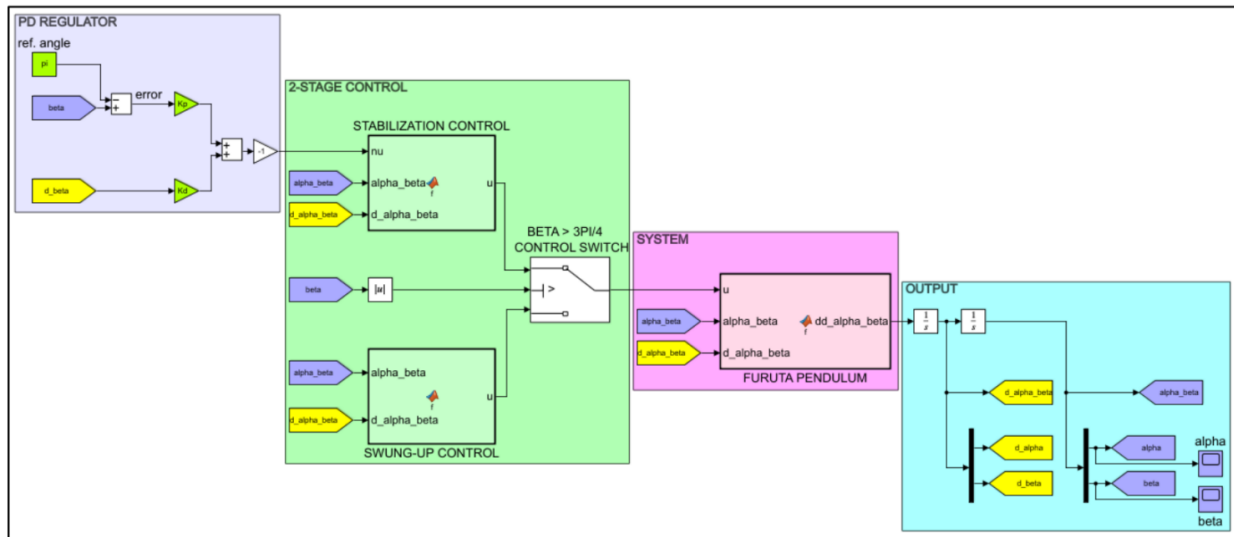 PD REGULATOR
ref. angle
pi
beta
error
Kp
-1
d_beta
Kd
2-STAGE CONTROL
STABILIZATION CONTROL
nu
alpha_beta
alpha_beta
d_alpha_beta
d_alpha_beta
u
f
BETA > 3PI/4
CONTROL SWITCH
beta
|u|
>
alpha_beta
alpha_beta
d_alpha_beta
d_alpha_beta
u
f
SWUNG-UP CONTROL
SYSTEM
u
alpha_beta
alpha_beta
d_alpha_beta
d_alpha_beta
dd_alpha_beta
f
FURUTA PENDULUM
OUTPUT
1
s
1
s
d_alpha_beta
alpha_beta
d_alpha
d_beta
alpha
beta
alpha
beta